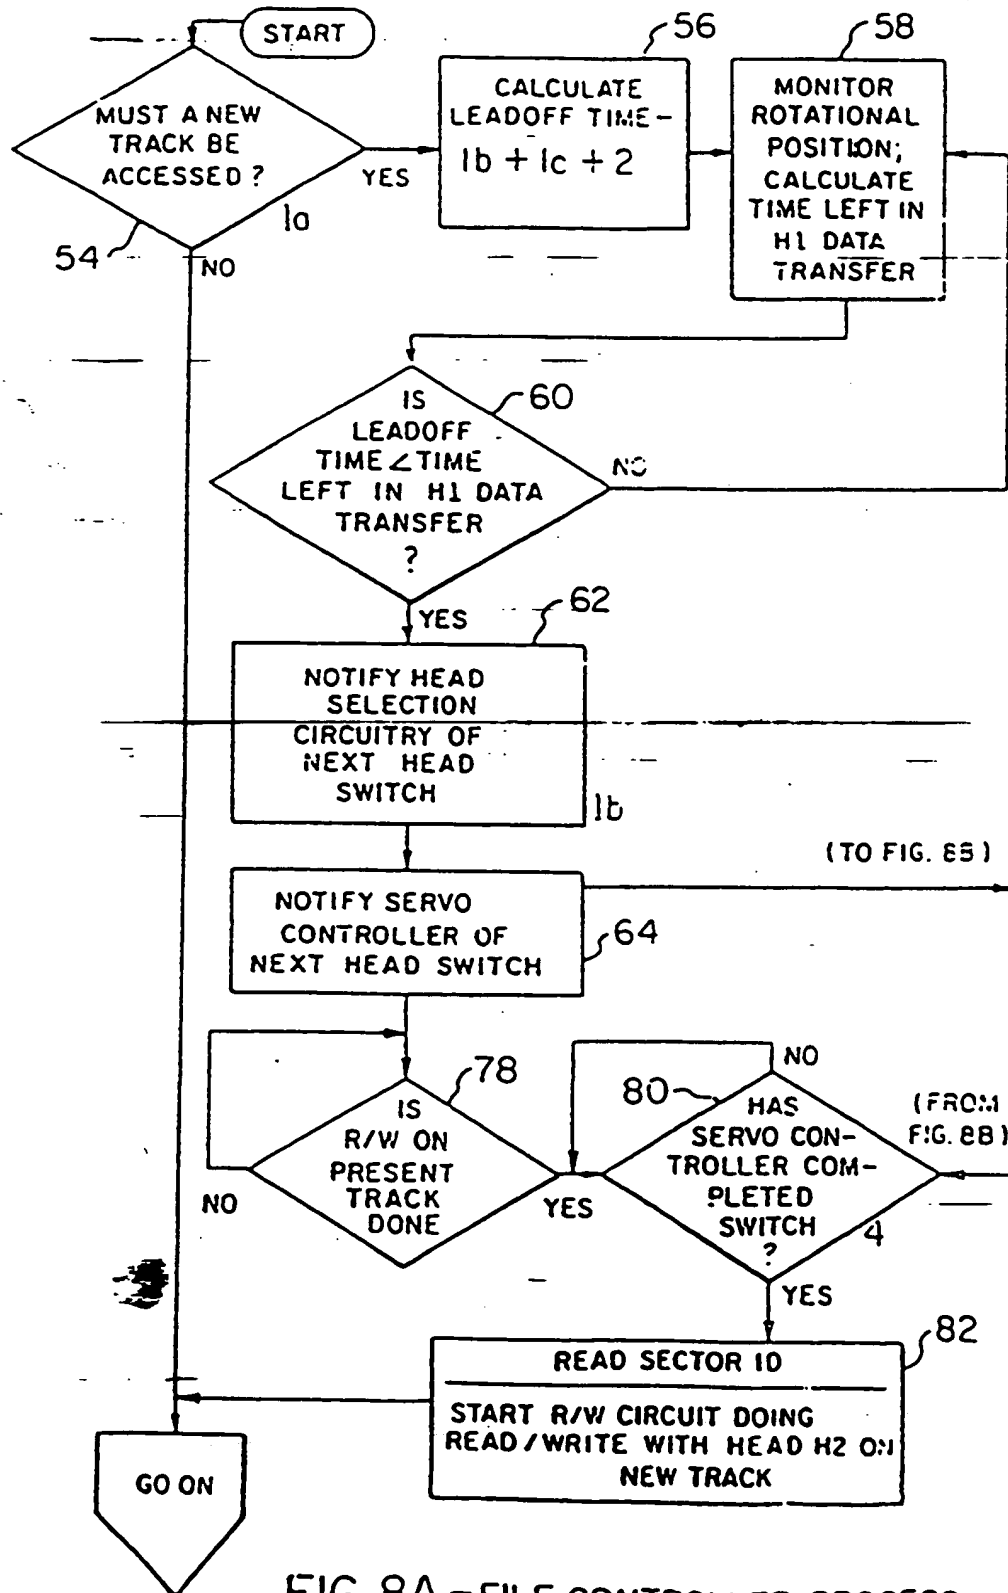 START
MUST A NEW
TRACK BE
ACCESSED ?
YES
1a
54
NO
56
CALCULATE
LEADOFF TIME-
1b + 1c + 2
58
MONITOR
ROTATIONAL
POSITION;
CALCULATE
TIME LEFT IN
H1 DATA
TRANSFER
60
IS
LEADOFF
TIME∠TIME
LEFT IN H1 DATA
TRANSFER
?
NO
YES
62
NOTIFY HEAD
SELECTION
CIRCUITRY OF
NEXT HEAD
SWITCH
1b
(TO FIG. 8B)
NOTIFY SERVO
CONTROLLER OF
NEXT HEAD SWITCH
64
78
IS
R/W ON
PRESENT
TRACK
DONE
NO
YES
80
HAS
SERVO CON-
TROLLER COM-
PLETED
SWITCH
?
NO
4
(FROM
FIG. 8B)
YES
82
READ SECTOR ID
START R/W CIRCUIT DOING
READ/WRITE WITH HEAD H2 ON
NEW TRACK
GO ON
FIG. 8A - FILE CONTROLLER PROCESS